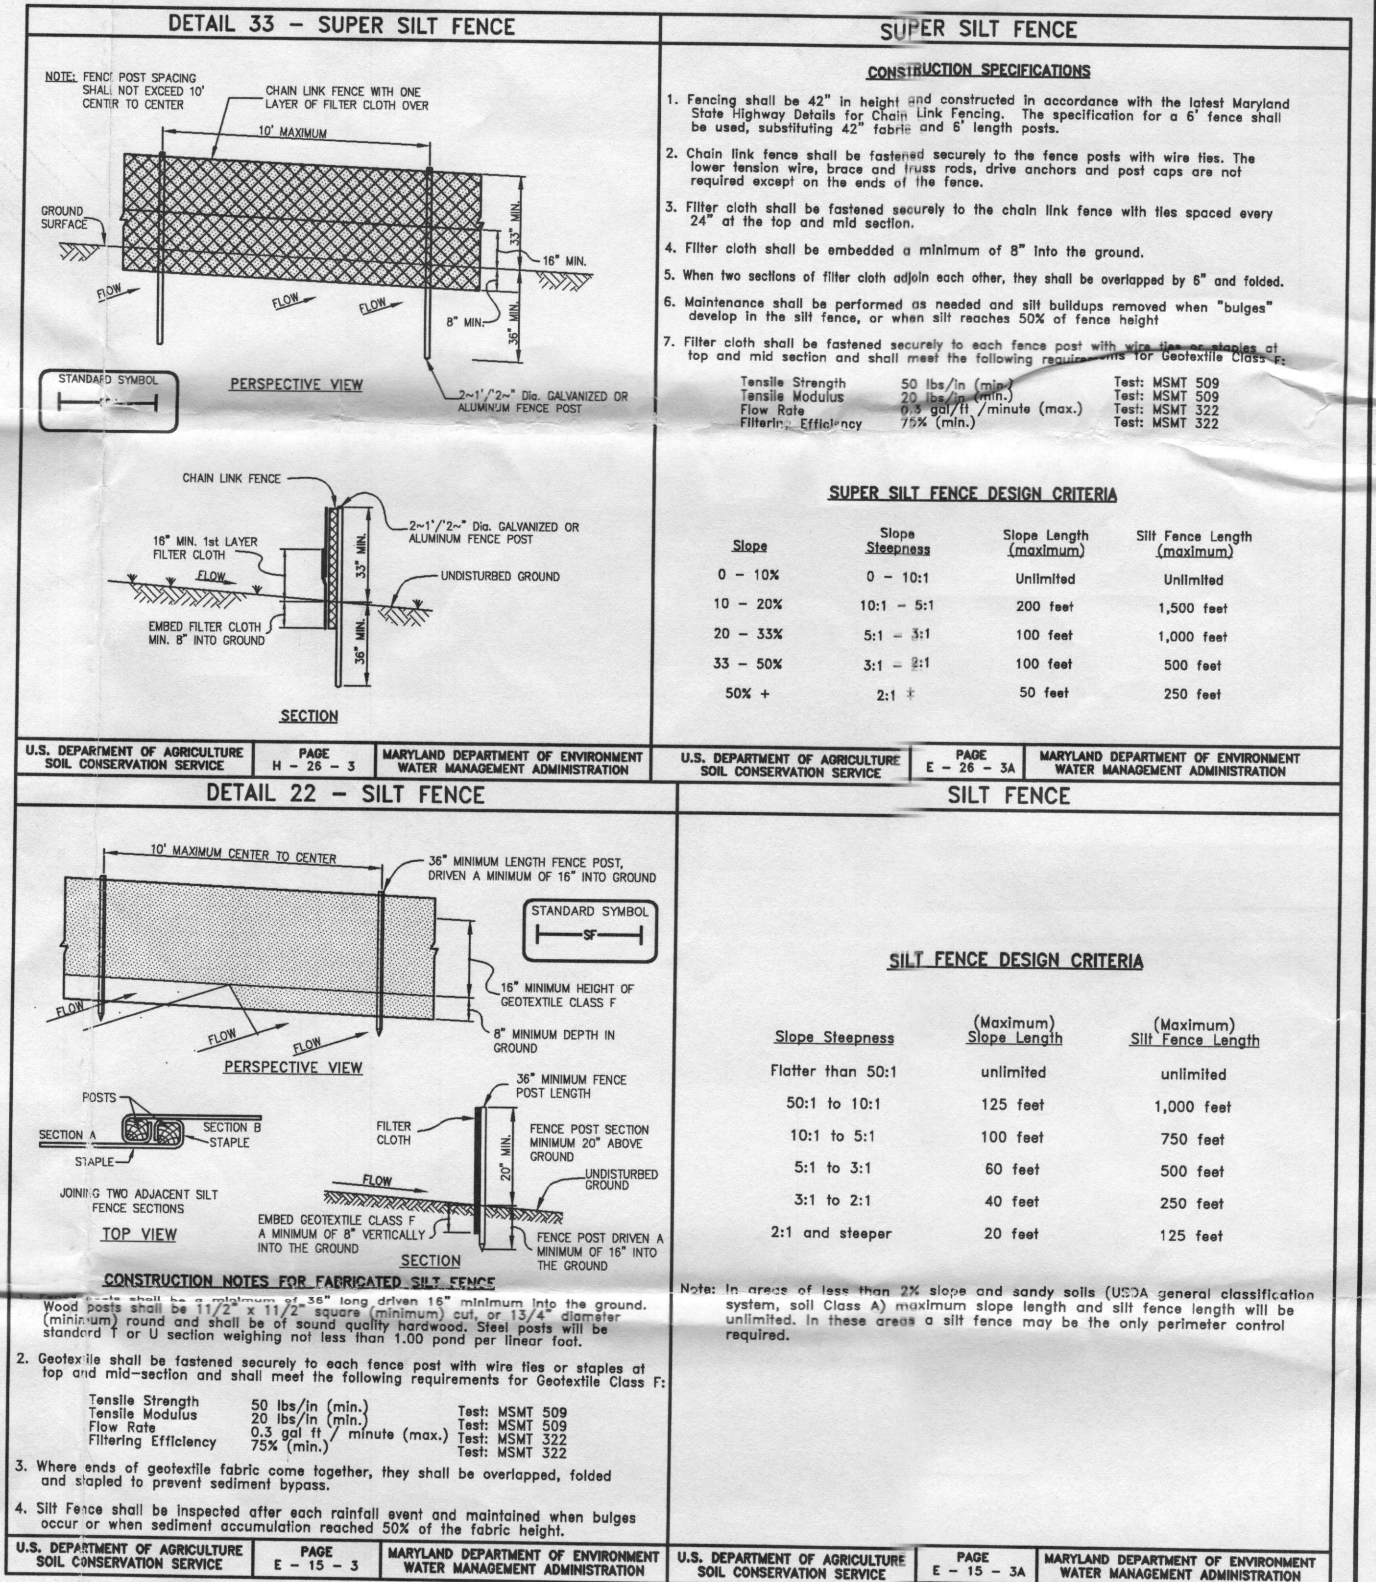 DETAIL 33 - SUPER SILT FENCE
NOTE: FENCE POST SPACING
SHALL NOT EXCEED 10'
CENTER TO CENTER
CHAIN LINK FENCE WITH ONE
LAYER OF FILTER CLOTH OVER
10' MAXIMUM
GROUND
SURFACE
33" MIN.
16" MIN.
FLOW
FLOW
FLOW
8" MIN.
36" MIN.
STANDARD SYMBOL
PERSPECTIVE VIEW
2~1'/'2~" Dia. GALVANIZED OR
ALUMINUM FENCE POST
CHAIN LINK FENCE
2~1'/'2~" Dia. GALVANIZED OR
ALUMINUM FENCE POST
16" MIN. 1st LAYER
FILTER CLOTH
33" MIN.
FLOW
UNDISTURBED GROUND
EMBED FILTER CLOTH
MIN. 8" INTO GROUND
36" MIN.
SECTION
U.S. DEPARTMENT OF AGRICULTURE
SOIL CONSERVATION SERVICE
PAGE
H - 26 - 3
MARYLAND DEPARTMENT OF ENVIRONMENT
WATER MANAGEMENT ADMINISTRATION
SUPER SILT FENCE
CONSTRUCTION SPECIFICATIONS
1. Fencing shall be 42" in height and constructed in accordance with the latest Maryland
State Highway Details for Chain Link Fencing. The specification for a 6' fence shall
be used, substituting 42" fabric and 6' length posts.
2. Chain link fence shall be fastened securely to the fence posts with wire ties. The
lower tension wire, brace and truss rods, drive anchors and post caps are not
required except on the ends of the fence.
3. Filter cloth shall be fastened securely to the chain link fence with ties spaced every
24" at the top and mid section.
4. Filter cloth shall be embedded a minimum of 8" into the ground.
5. When two sections of filter cloth adjoin each other, they shall be overlapped by 6" and folded.
6. Maintenance shall be performed as needed and silt buildups removed when "bulges"
develop in the silt fence, or when silt reaches 50% of fence height
7. Filter cloth shall be fastened securely to each fence post with wire ties or staples at
top and mid section and shall meet the following requirements for Geotextile Class F:
Tensile Strength 50 lbs/in (min.) Test: MSMT 509
Tensile Modulus 20 lbs/in (min.) Test: MSMT 509
Flow Rate 0.3 gal/ft /minute (max.) Test: MSMT 322
Filtering Efficiency 75% (min.) Test: MSMT 322
SUPER SILT FENCE DESIGN CRITERIA
Slope Slope Steepness Slope Length (maximum) Silt Fence Length (maximum)
0 - 10% 0 - 10:1 Unlimited Unlimited
10 - 20% 10:1 - 5:1 200 feet 1,500 feet
20 - 33% 5:1 - 3:1 100 feet 1,000 feet
33 - 50% 3:1 - 2:1 100 feet 500 feet
50% + 2:1 + 50 feet 250 feet
U.S. DEPARTMENT OF AGRICULTURE
SOIL CONSERVATION SERVICE
PAGE
E - 26 - 3A
MARYLAND DEPARTMENT OF ENVIRONMENT
WATER MANAGEMENT ADMINISTRATION
DETAIL 22 - SILT FENCE
10' MAXIMUM CENTER TO CENTER
36" MINIMUM LENGTH FENCE POST,
DRIVEN A MINIMUM OF 16" INTO GROUND
STANDARD SYMBOL
SF
16" MINIMUM HEIGHT OF
GEOTEXTILE CLASS F
FLOW
FLOW
FLOW
8" MINIMUM DEPTH IN
GROUND
PERSPECTIVE VIEW
POSTS
SECTION A
SECTION B
STAPLE
STAPLE
JOINING TWO ADJACENT SILT
FENCE SECTIONS
TOP VIEW
36" MINIMUM FENCE
POST LENGTH
FILTER
CLOTH
20" MIN.
FENCE POST SECTION
MINIMUM 20" ABOVE
GROUND
FLOW
UNDISTURBED
GROUND
EMBED GEOTEXTILE CLASS F
A MINIMUM OF 8" VERTICALLY
INTO THE GROUND
FENCE POST DRIVEN A
MINIMUM OF 16" INTO
THE GROUND
SECTION
CONSTRUCTION NOTES FOR FABRICATED SILT FENCE
posts shall be a minimum of 36" long driven 16" minimum into the ground.
Wood posts shall be 11/2" x 11/2" square (minimum) cut, or 13/4" diameter
(minimum) round and shall be of sound quality hardwood. Steel posts will be
standard T or U section weighing not less than 1.00 pond per linear foot.
2. Geotextile shall be fastened securely to each fence post with wire ties or staples at
top and mid-section and shall meet the following requirements for Geotextile Class F:
Tensile Strength 50 lbs/in (min.) Test: MSMT 509
Tensile Modulus 20 lbs/in (min.) Test: MSMT 509
Flow Rate 0.3 gal ft / minute (max.) Test: MSMT 322
Filtering Efficiency 75% (min.) Test: MSMT 322
3. Where ends of geotextile fabric come together, they shall be overlapped, folded
and stapled to prevent sediment bypass.
4. Silt Fence shall be inspected after each rainfall event and maintained when bulges
occur or when sediment accumulation reached 50% of the fabric height.
U.S. DEPARTMENT OF AGRICULTURE
SOIL CONSERVATION SERVICE
PAGE
E - 15 - 3
MARYLAND DEPARTMENT OF ENVIRONMENT
WATER MANAGEMENT ADMINISTRATION
SILT FENCE
SILT FENCE DESIGN CRITERIA
Slope Steepness (Maximum) Slope Length (Maximum) Silt Fence Length
Flatter than 50:1 unlimited unlimited
50:1 to 10:1 125 feet 1,000 feet
10:1 to 5:1 100 feet 750 feet
5:1 to 3:1 60 feet 500 feet
3:1 to 2:1 40 feet 250 feet
2:1 and steeper 20 feet 125 feet
Note: In areas of less than 2% slope and sandy soils (USDA general classification
system, soil Class A) maximum slope length and silt fence length will be
unlimited. In these areas a silt fence may be the only perimeter control
required.
U.S. DEPARTMENT OF AGRICULTURE
SOIL CONSERVATION SERVICE
PAGE
E - 15 - 3A
MARYLAND DEPARTMENT OF ENVIRONMENT
WATER MANAGEMENT ADMINISTRATION